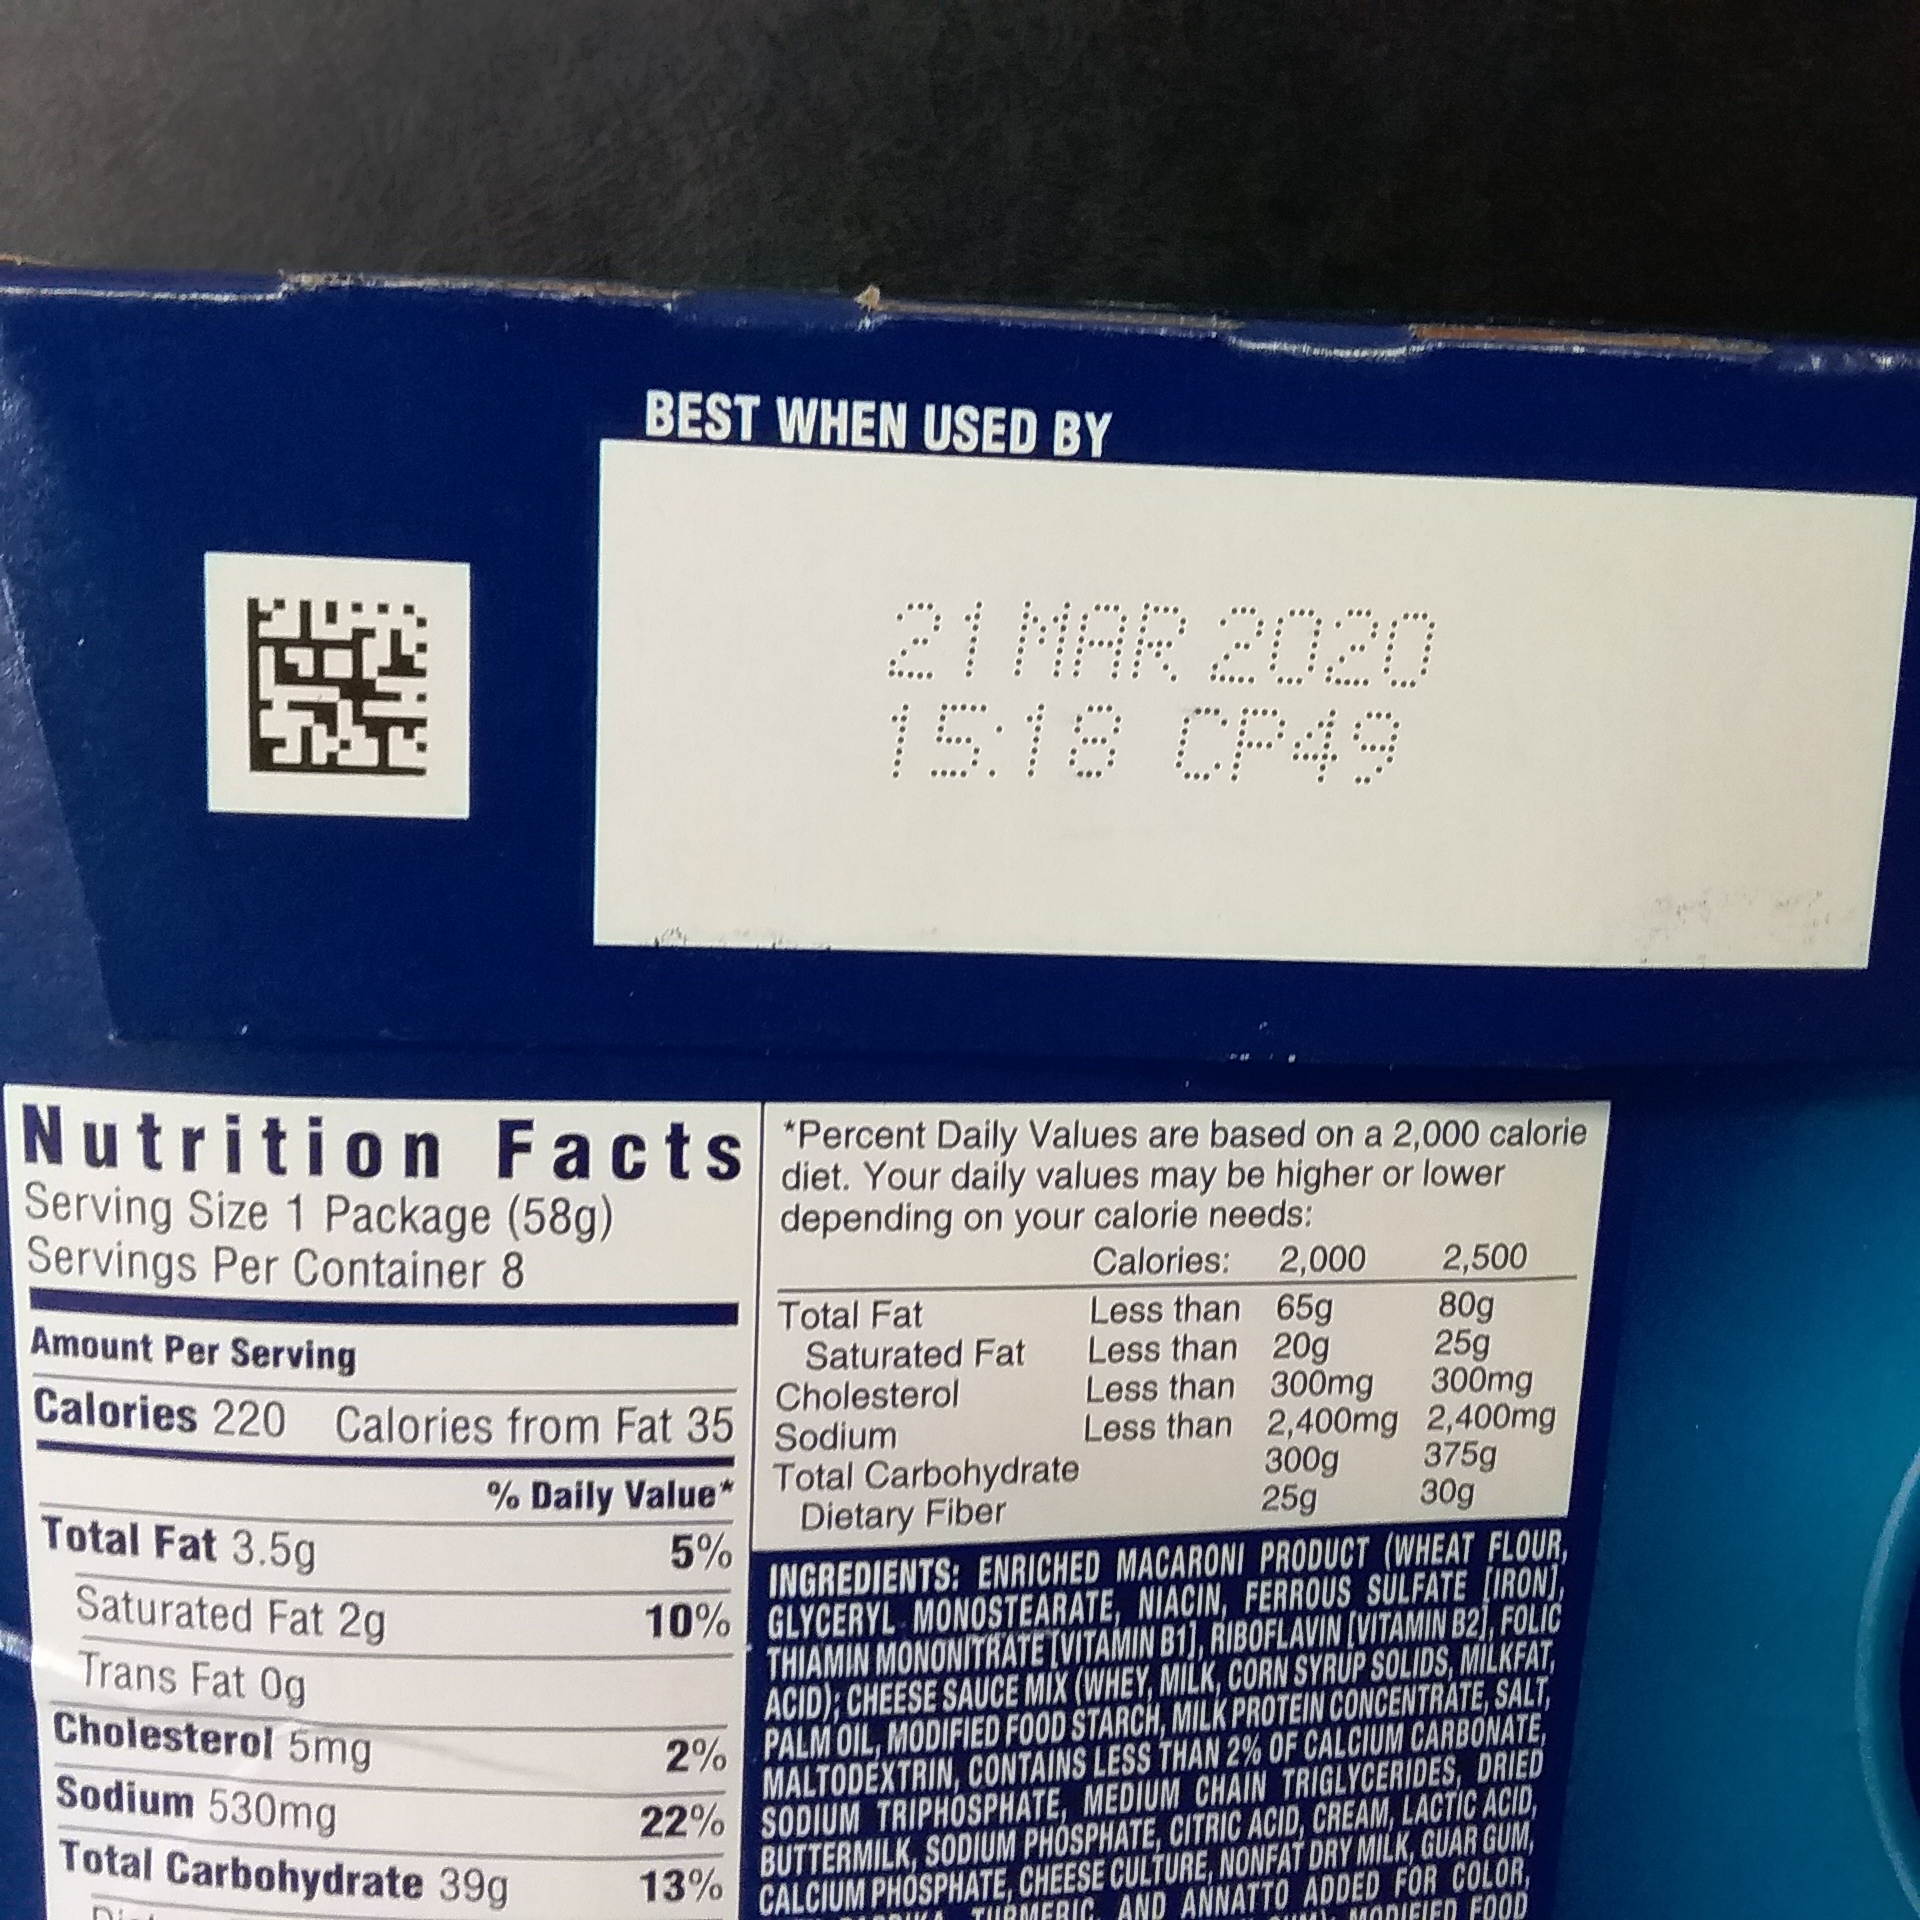 BEST WHEN USED BY
21 MAR 2020
15:18 CP49
Nutrition Facts
Serving Size 1 Package (58g)
Servings Per Container 8
Amount Per Serving
Calories 220 Calories from Fat 35
% Daily Value*
Total Fat 3.5g 5%
Saturated Fat 2g 10%
Trans Fat 0g
Cholesterol 5mg 2%
Sodium 530mg 22%
Total Carbohydrate 39g 13%
*Percent Daily Values are based on a 2,000 calorie
diet. Your daily values may be higher or lower
depending on your calorie needs:
Calories: 2,000 2,500
Total Fat Less than 65g 80g
Saturated Fat Less than 20g 25g
Cholesterol Less than 300mg 300mg
Sodium Less than 2,400mg 2,400mg
Total Carbohydrate 300g 375g
Dietary Fiber 25g 30g
INGREDIENTS: ENRICHED MACARONI PRODUCT (WHEAT FLOUR,
GLYCERYL MONOSTEARATE, NIACIN, FERROUS SULFATE [IRON],
THIAMIN MONONITRATE [VITAMIN B1], RIBOFLAVIN [VITAMIN B2], FOLIC
ACID); CHEESE SAUCE MIX (WHEY, MILK, CORN SYRUP SOLIDS, MILKFAT,
PALM OIL, MODIFIED FOOD STARCH, MILK PROTEIN CONCENTRATE, SALT,
MALTODEXTRIN, CONTAINS LESS THAN 2% OF CALCIUM CARBONATE,
SODIUM TRIPHOSPHATE, MEDIUM CHAIN TRIGLYCERIDES, DRIED
BUTTERMILK, SODIUM PHOSPHATE, CITRIC ACID, CREAM, LACTIC ACID,
CALCIUM PHOSPHATE, CHEESE CULTURE, NONFAT DRY MILK, GUAR GUM,
TURMERIC, AND ANNATTO ADDED FOR COLOR,
MODIFIED FOOD